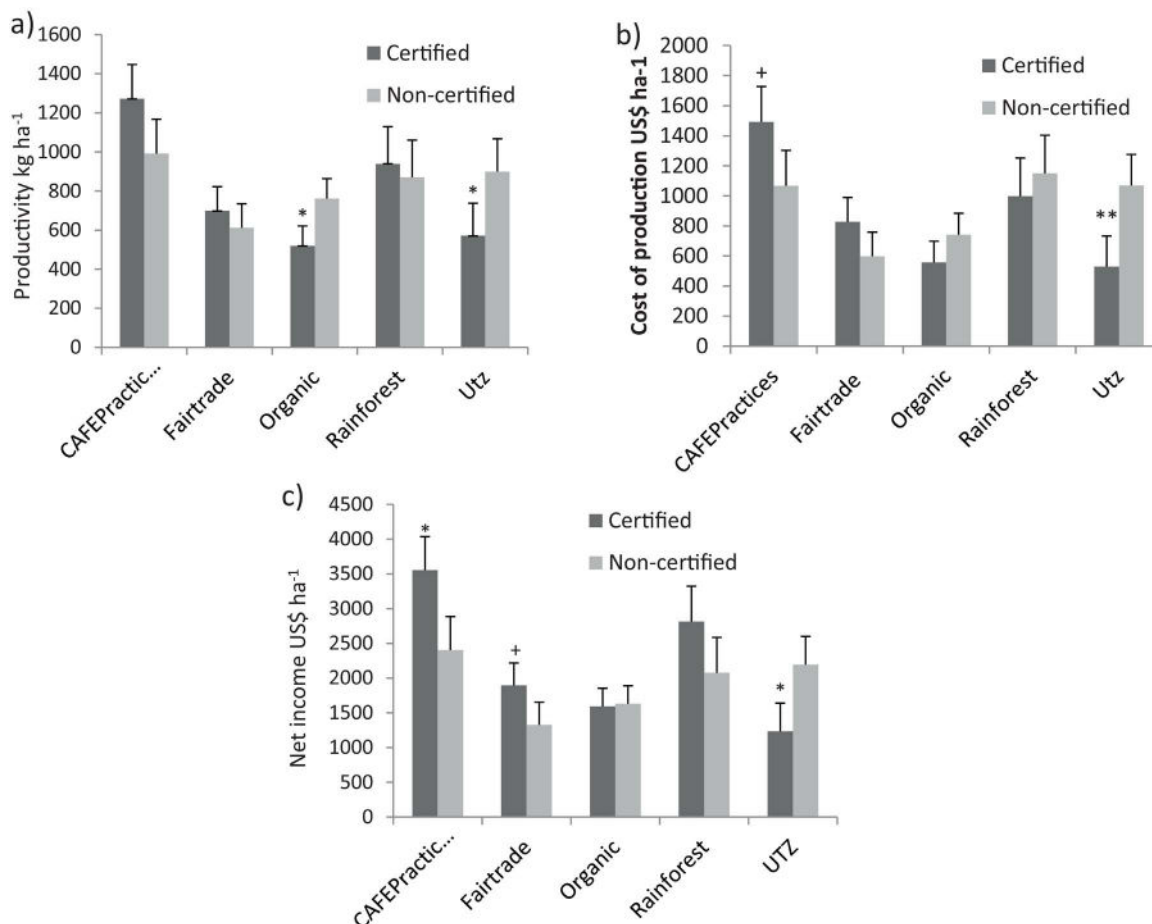 a)
Productivity kg ha⁻¹
1600
1400
1200
1000
800
600
400
200
0
Certified
Non-certified
*
*
CAFEPractic...
Fairtrade
Organic
Rainforest
Utz
b)
Cost of production US$ ha-1
2000
1800
1600
1400
1200
1000
800
600
400
200
0
Certified
Non-certified
+
**
CAFEPractices
Fairtrade
Organic
Rainforest
Utz
c)
Net income US$ ha⁻¹
4500
4000
3500
3000
2500
2000
1500
1000
500
0
Certified
Non-certified
*
+
*
CAFEPractic...
Fairtrade
Organic
Rainforest
UTZ